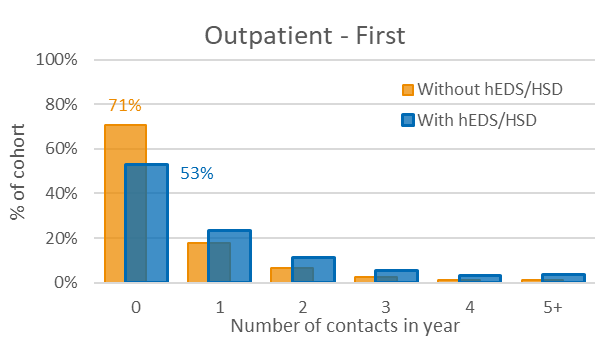 Outpatient - First
100%
80%
60%
40%
20%
0%
% of cohort
71%
53%
Without hEDS/HSD
With hEDS/HSD
0 1 2 3 4 5+
Number of contacts in year